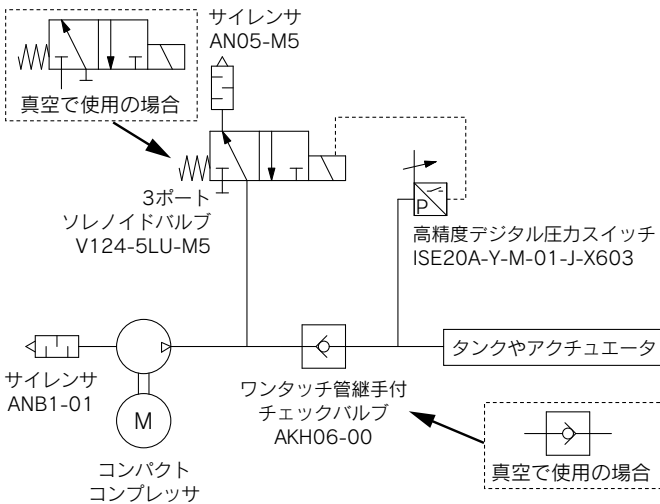 サイレンサ
AN05-M5
真空で使用の場合
3ポート
ソレノイドバルブ
V124-5LU-M5
P
高精度デジタル圧力スイッチ
ISE20A-Y-M-01-J-X603
サイレンサ
ANB1-01
M
コンパクト
コンプレッサ
ワンタッチ管継手付
チェックバルブ
AKH06-00
タンクやアクチュエータ
真空で使用の場合